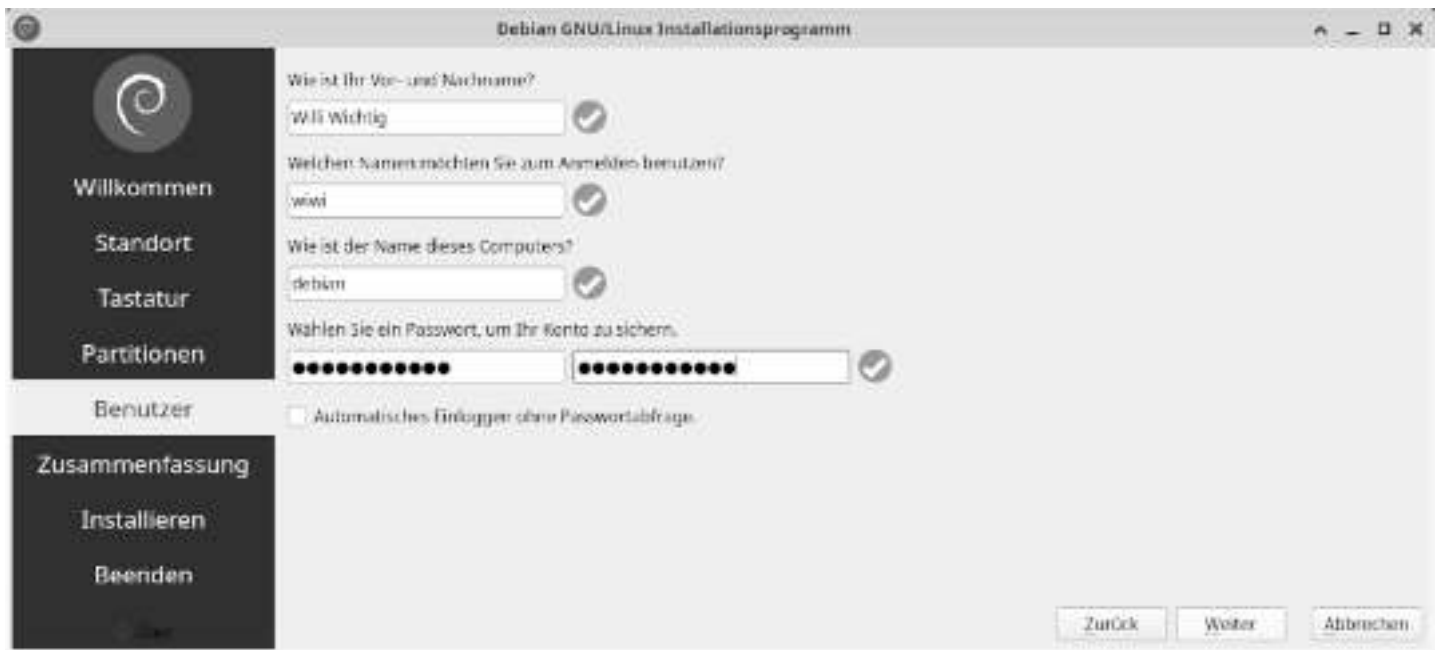 Debian GNU/Linux Installationsprogramm
Wie ist Ihr Vor- und Nachname?
Willi Wichtig
Welchen Namen möchten Sie zum Anmelden benutzen?
wiwi
Wie ist der Name dieses Computers?
debian
Wählen Sie ein Passwort, um Ihr Konto zu sichern.
●●●●●●●●●●● ●●●●●●●●●●●
Automatisches Einloggen ohne Passwortabfrage.
Willkommen
Standort
Tastatur
Partitionen
Benutzer
Zusammenfassung
Installieren
Beenden
Zurück Weiter Abbrechen